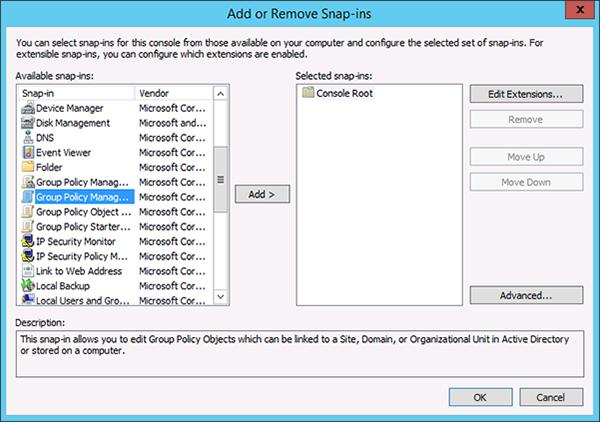 Add or Remove Snap-ins
x
You can select snap-ins for this console from those available on your computer and configure the selected set of snap-ins. For
extensible snap-ins, you can configure which extensions are enabled.
Available snap-ins:
Snap-in Vendor
Device Manager Microsoft Cor...
Disk Management Microsoft and...
DNS Microsoft Cor...
Event Viewer Microsoft Cor...
Folder Microsoft Cor...
Group Policy Manag... Microsoft Cor...
Group Policy Manag... Microsoft Cor...
Group Policy Object ... Microsoft Cor...
Group Policy Starter... Microsoft Cor...
IP Security Monitor Microsoft Cor...
IP Security Policy M... Microsoft Cor...
Link to Web Address Microsoft Cor...
Local Backup Microsoft Cor...
Local Users and Gro... Microsoft Cor...
Add >
Selected snap-ins:
Console Root
Edit Extensions...
Remove
Move Up
Move Down
Advanced...
Description:
This snap-in allows you to edit Group Policy Objects which can be linked to a Site, Domain, or Organizational Unit in Active Directory
or stored on a computer.
OK
Cancel